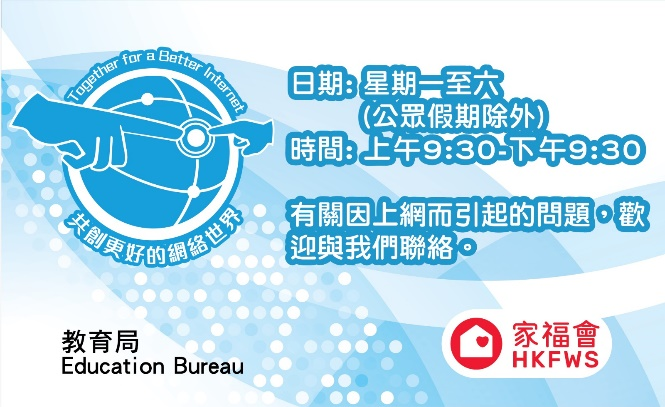 Together for a Better Internet
共創更好的網絡世界
日期: 星期一至六
(公眾假期除外)
時間: 上午9:30-下午9:30
有關因上網而引起的問題，歡
迎與我們聯絡。
教育局
Education Bureau
家福會
HKFWS